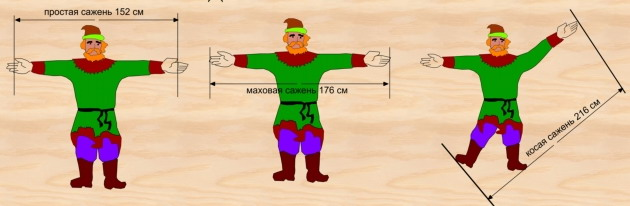 простая сажень 152 см
маховая сажень 176 см
косая сажень 216 см